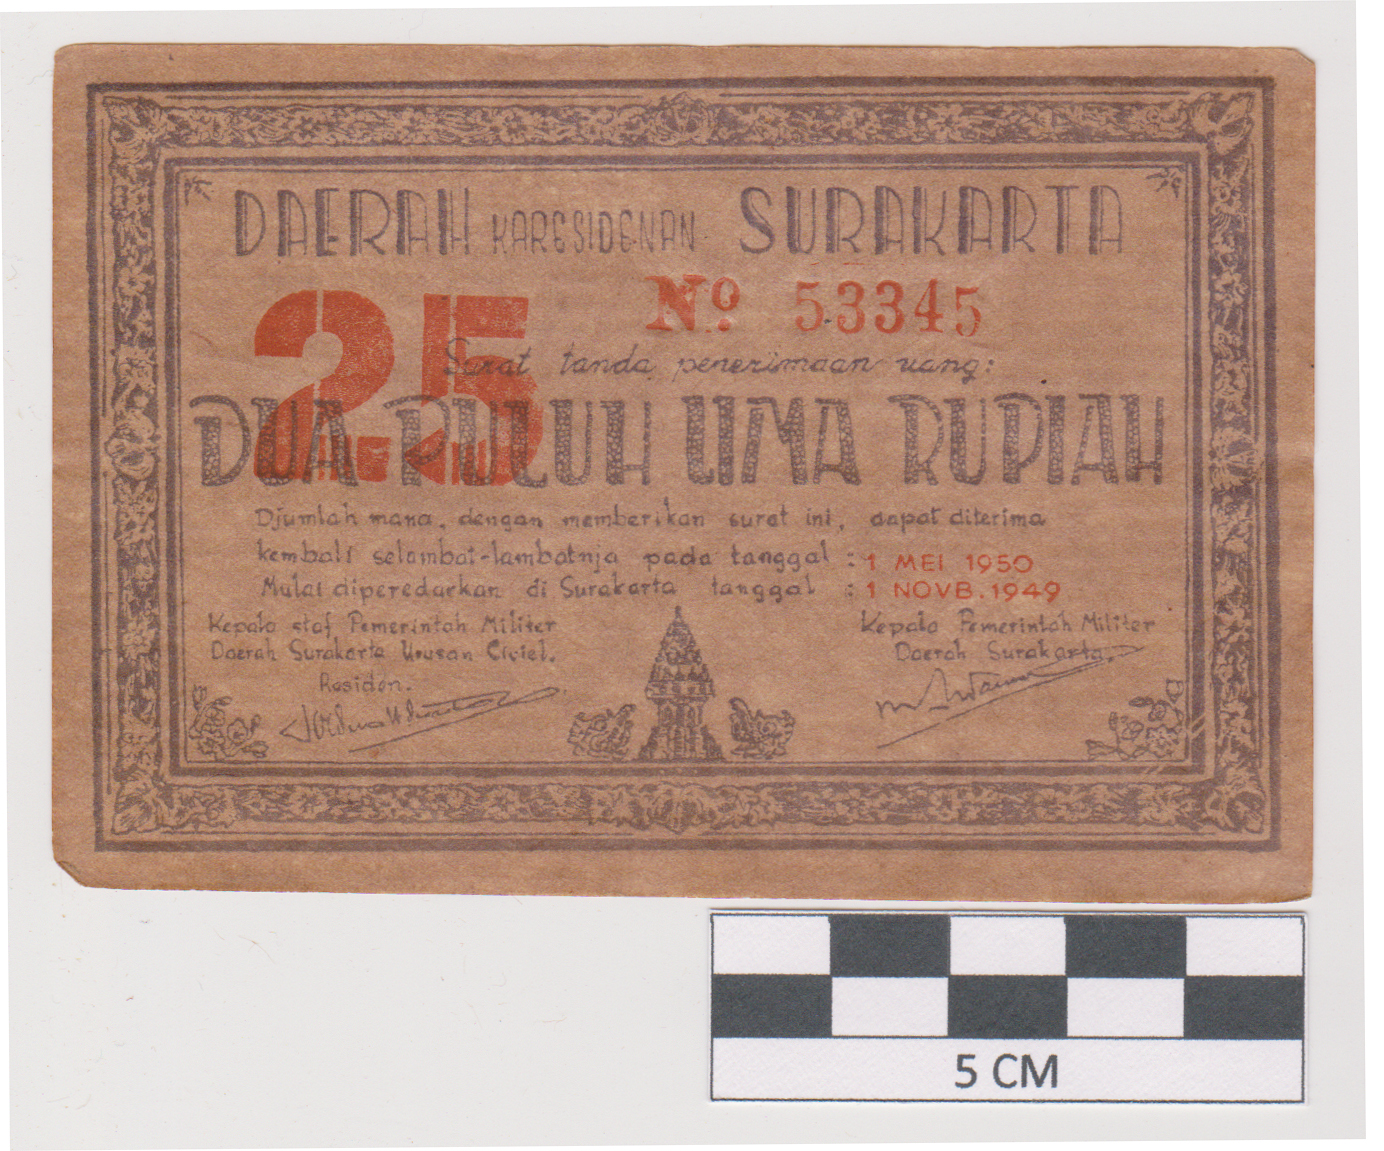 DAERAH KARESIDENAN SURAKARTA
25
No 53345
Surat tanda penerimaan uang:
DUA PULUH LIMA RUPIAH
Djumlah mana, dengan memberikan surat ini, dapat diterima
kembali selambat-lambatnja pada tanggal : 1 MEI 1950
Mulai diperedarkan di Surakarta tanggal : 1 NOVB. 1949
Kepala staf Pemerintah Militer
Daerah Surakarta Urusan Civiel.
Residen.
Kepala Pemerintah Militer
Daerah Surakarta.
5 CM